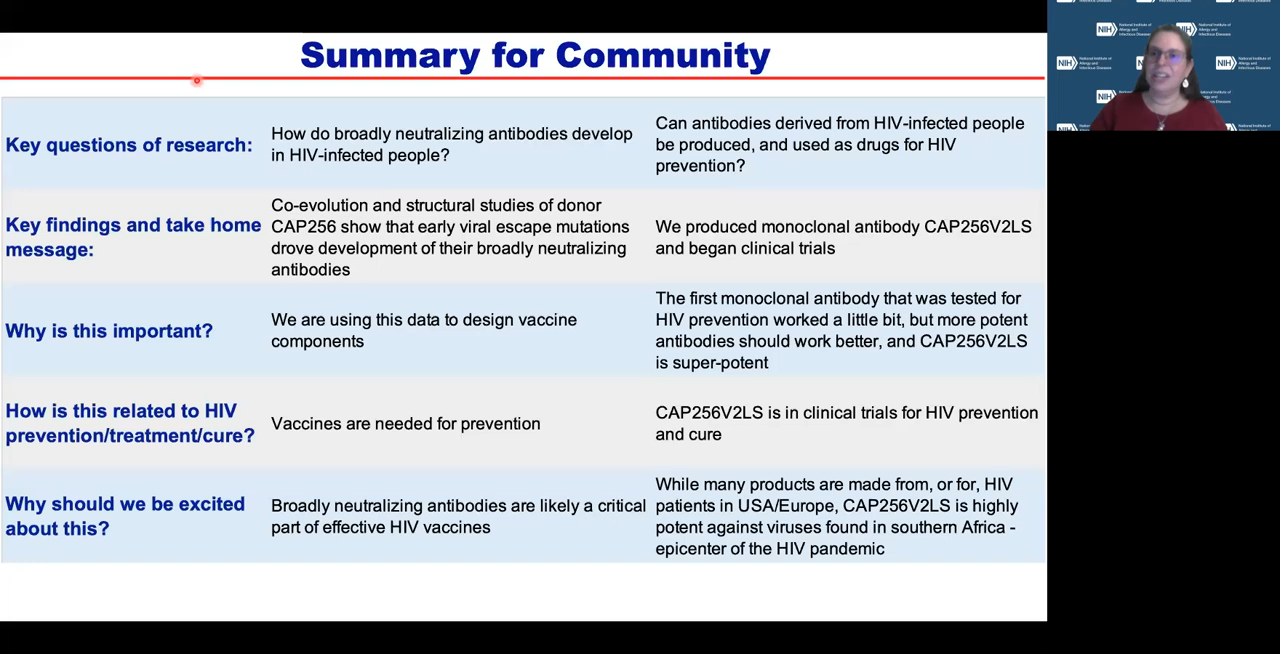 Summary for Community
Key questions of research:
How do broadly neutralizing antibodies develop
in HIV-infected people?
Can antibodies derived from HIV-infected people
be produced, and used as drugs for HIV
prevention?
Key findings and take home
message:
Co-evolution and structural studies of donor
CAP256 show that early viral escape mutations
drove development of their broadly neutralizing
antibodies
We produced monoclonal antibody CAP256V2LS
and began clinical trials
Why is this important?
We are using this data to design vaccine
components
The first monoclonal antibody that was tested for
HIV prevention worked a little bit, but more potent
antibodies should work better, and CAP256V2LS
is super-potent
How is this related to HIV
prevention/treatment/cure?
Vaccines are needed for prevention
CAP256V2LS is in clinical trials for HIV prevention
and cure
Why should we be excited
about this?
Broadly neutralizing antibodies are likely a critical
part of effective HIV vaccines
While many products are made from, or for, HIV
patients in USA/Europe, CAP256V2LS is highly
potent against viruses found in southern Africa -
epicenter of the HIV pandemic
NIH
National Institute of
Allergy and
Infectious Diseases